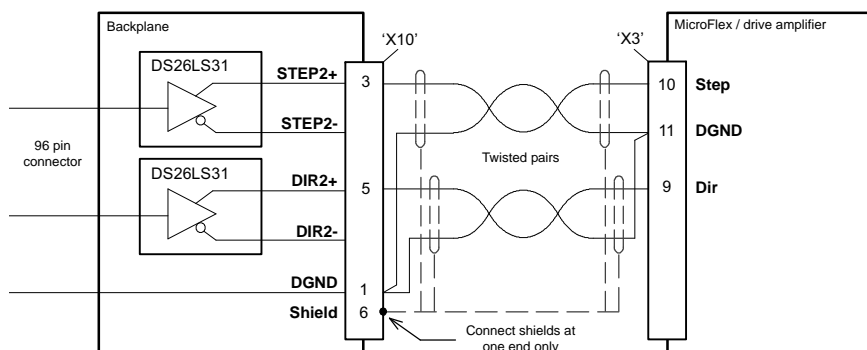 Backplane
MicroFlex / drive amplifier
'X10'
'X3'
DS26LS31
STEP2+
3
10
Step
STEP2-
11
DGND
96 pin
connector
Twisted pairs
DS26LS31
DIR2+
5
9
Dir
DIR2-
DGND
1
Shield
6
Connect shields at
one end only